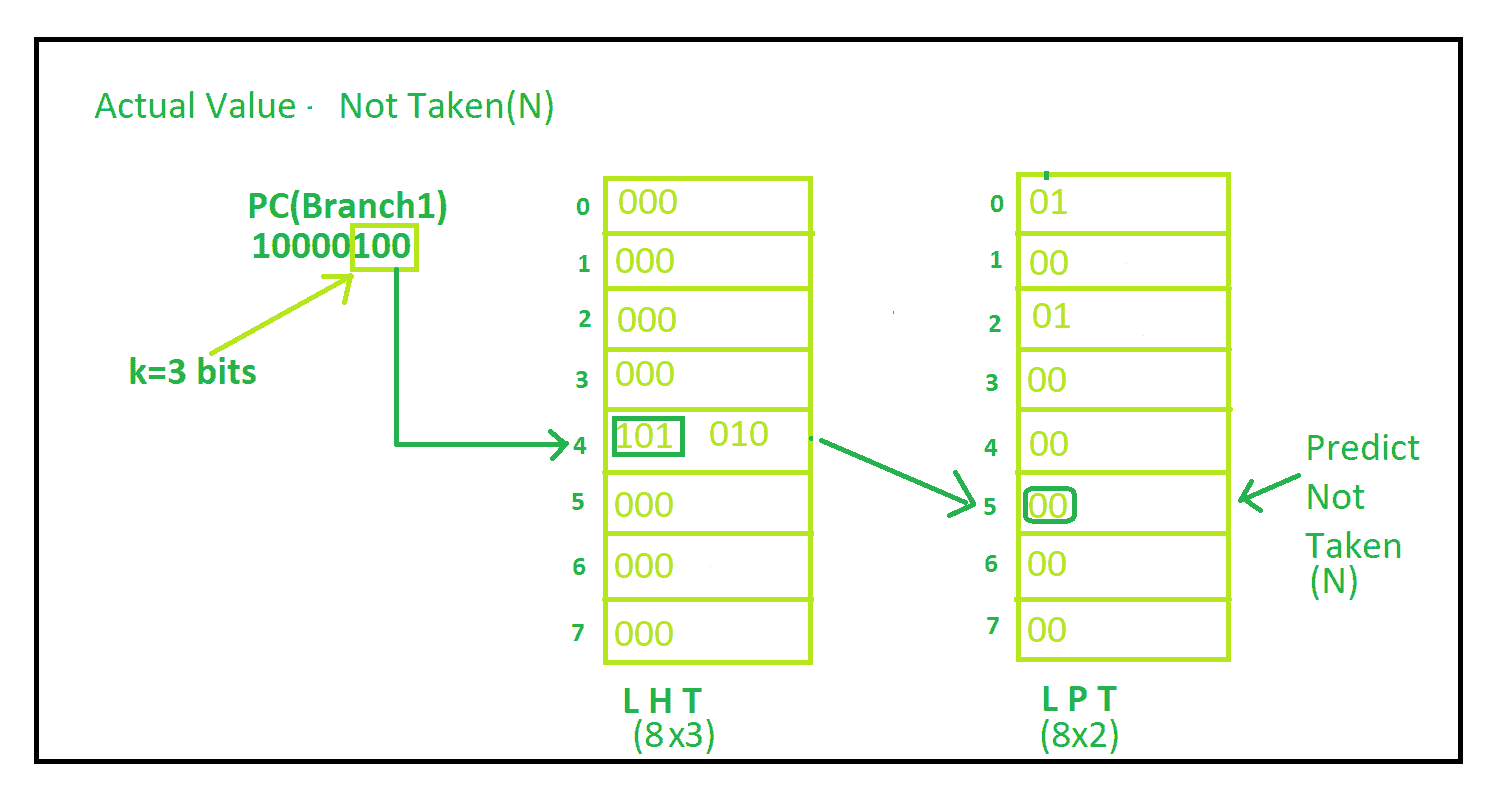 Actual Value - Not Taken(N)
PC(Branch1)
10000100
k=3 bits
0 000
1 000
2 000
3 000
4 101 010
5 000
6 000
7 000
L H T
(8x3)
0 01
1 00
2 01
3 00
4 00
5 00
6 00
7 00
L P T
(8x2)
Predict
Not
Taken
(N)